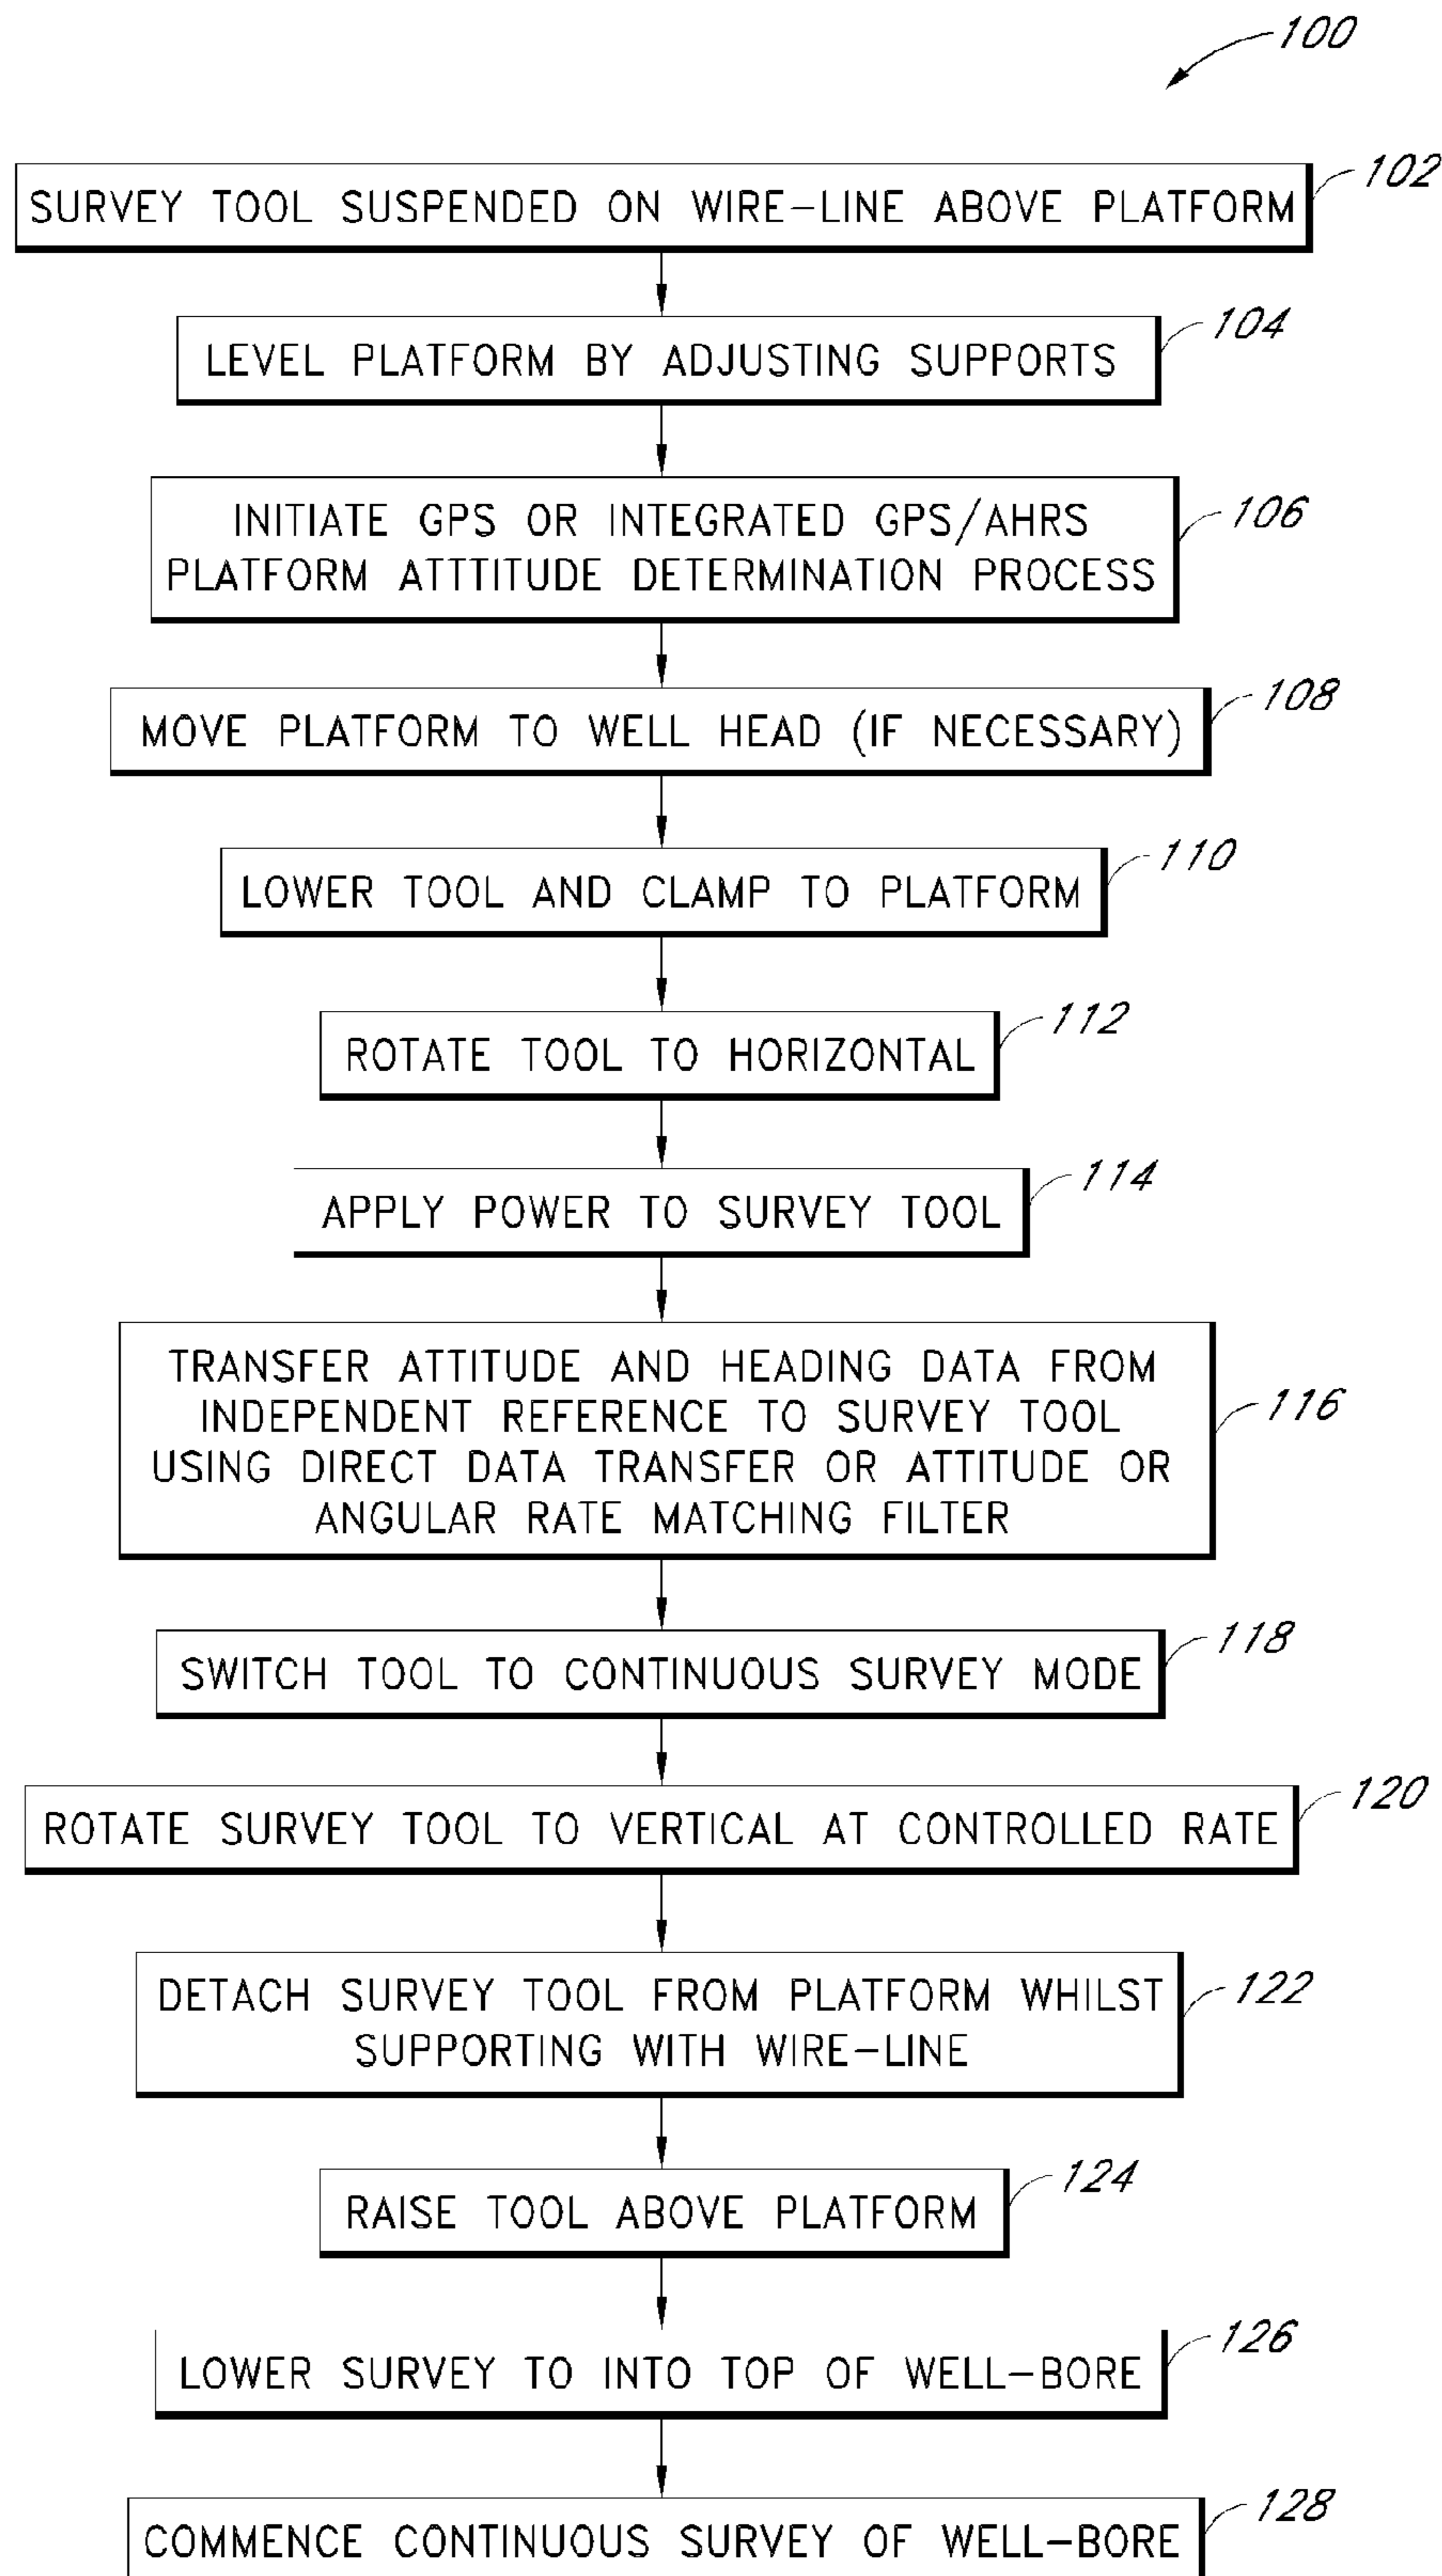 100
SURVEY TOOL SUSPENDED ON WIRE-LINE ABOVE PLATFORM
102
LEVEL PLATFORM BY ADJUSTING SUPPORTS
104
INITIATE GPS OR INTEGRATED GPS/AHRS
PLATFORM ATTTITUDE DETERMINATION PROCESS
106
MOVE PLATFORM TO WELL HEAD (IF NECESSARY)
108
LOWER TOOL AND CLAMP TO PLATFORM
110
ROTATE TOOL TO HORIZONTAL
112
APPLY POWER TO SURVEY TOOL
114
TRANSFER ATTITUDE AND HEADING DATA FROM
INDEPENDENT REFERENCE TO SURVEY TOOL
USING DIRECT DATA TRANSFER OR ATTITUDE OR
ANGULAR RATE MATCHING FILTER
116
SWITCH TOOL TO CONTINUOUS SURVEY MODE
118
ROTATE SURVEY TOOL TO VERTICAL AT CONTROLLED RATE
120
DETACH SURVEY TOOL FROM PLATFORM WHILST
SUPPORTING WITH WIRE-LINE
122
RAISE TOOL ABOVE PLATFORM
124
LOWER SURVEY TO INTO TOP OF WELL-BORE
126
COMMENCE CONTINUOUS SURVEY OF WELL-BORE
128